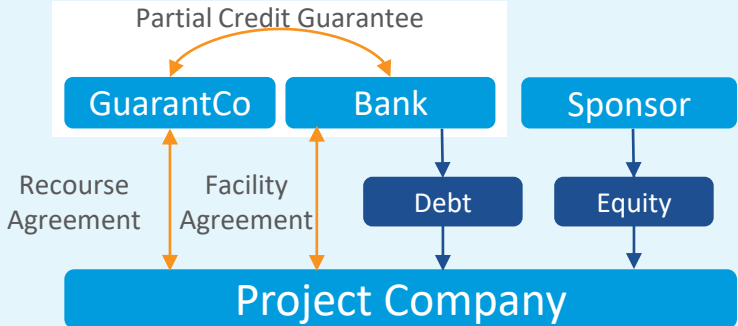 Partial Credit Guarantee
GuarantCo
Bank
Sponsor
Recourse
Agreement
Facility
Agreement
Debt
Equity
Project Company